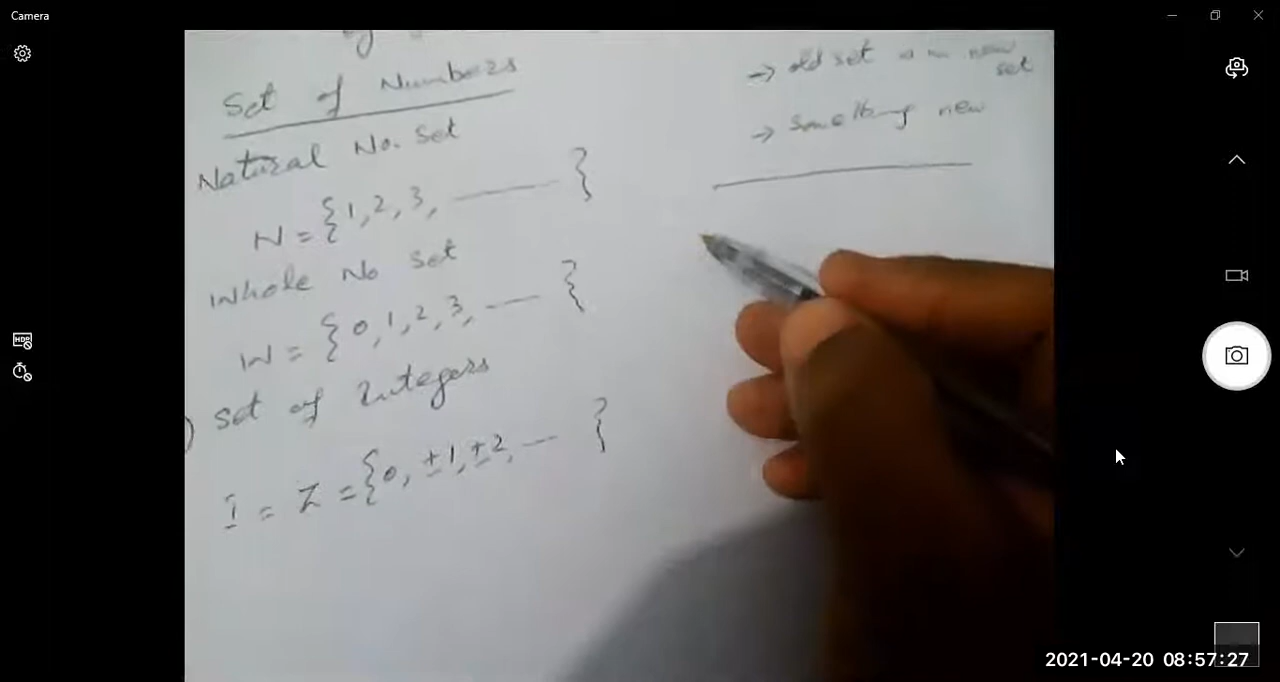 Camera
Set of Numbers
Natural No. Set
N = {1, 2, 3, —— }
Whole No Set
W = {0, 1, 2, 3, —— }
) Set of Integers
I = Z = {0, ±1, ±2, — }
→ old set in new
set
→ Something new
2021-04-20 08:57:27